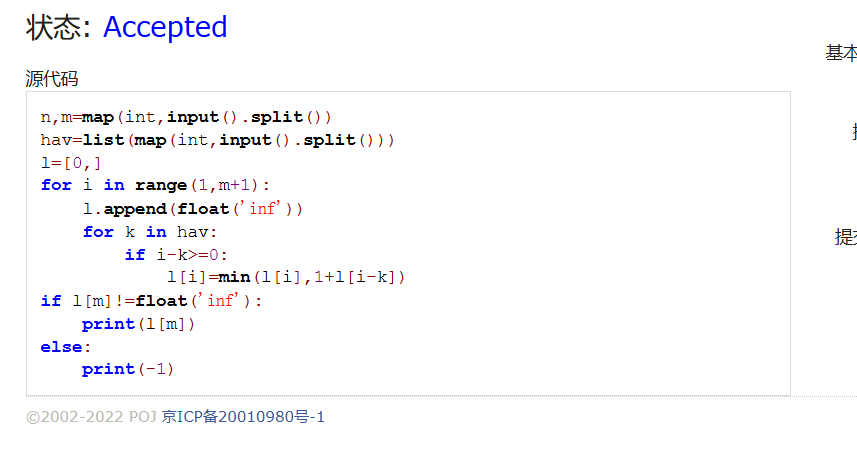 状态: Accepted
基本
源代码
n,m=map(int,input().split())
hav=list(map(int,input().split()))
l=[0,]
for i in range(1,m+1):
    l.append(float('inf'))
    for k in hav:
        if i-k>=0:
            l[i]=min(l[i],1+l[i-k])
if l[m]!=float('inf'):
    print(l[m])
else:
    print(-1)
©2002-2022 POJ 京ICP备20010980号-1